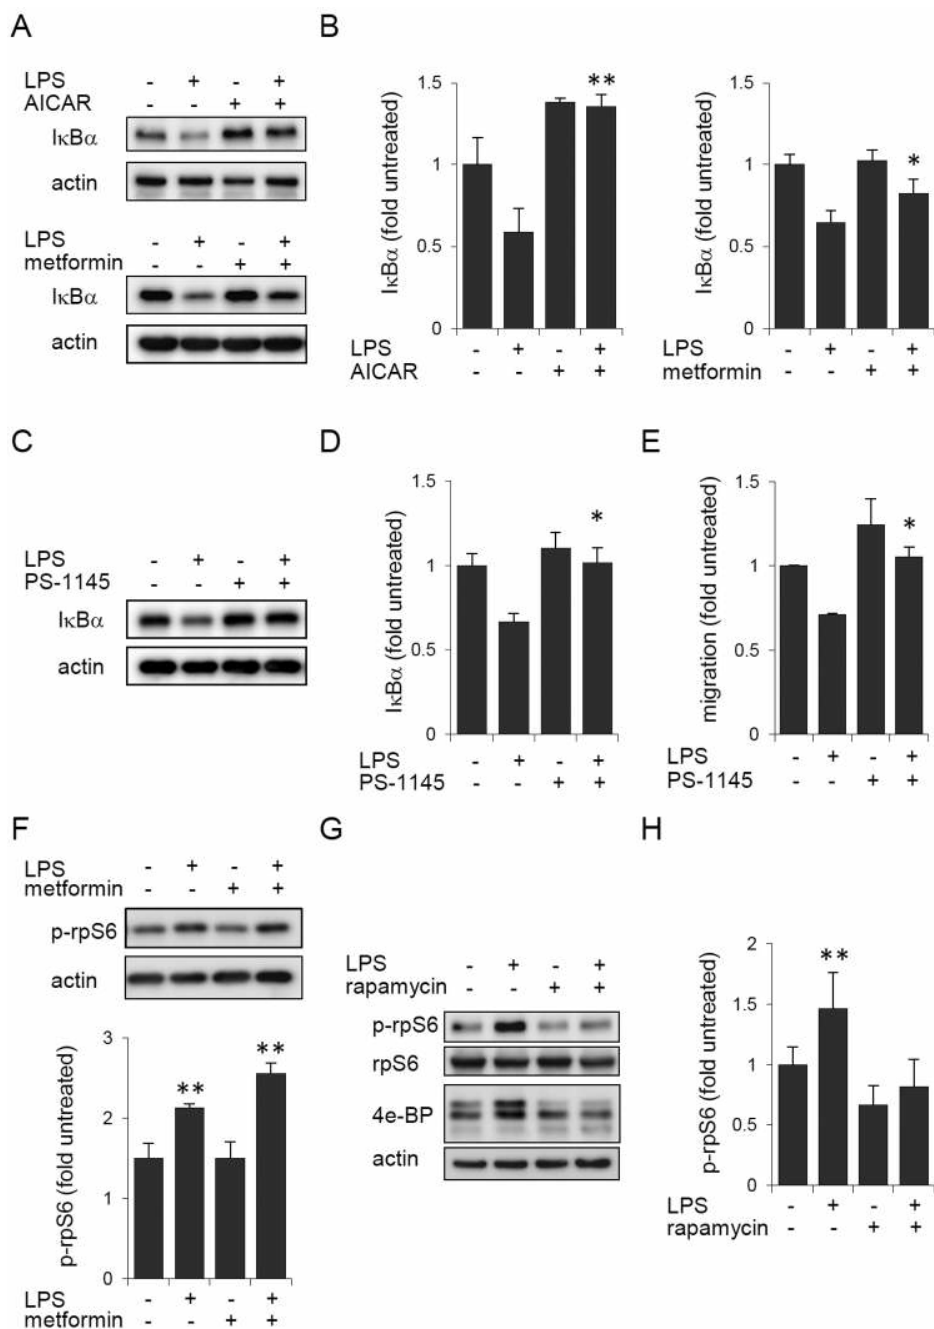 A
LPS - + - +
AICAR - - + +
IκBα
actin
LPS - + - +
metformin - - + +
IκBα
actin
B
IκBα (fold untreated)
1.5
1
0.5
0
**
LPS - + - +
AICAR - - + +
IκBα (fold untreated)
1.5
1
0.5
0
*
LPS - + - +
metformin - - + +
C
LPS - + - +
PS-1145 - - + +
IκBα
actin
D
IκBα (fold untreated)
1.5
1
0.5
0
*
LPS - + - +
PS-1145 - - + +
E
migration (fold untreated)
1.5
1
0.5
0
*
LPS - + - +
PS-1145 - - + +
F
LPS - + - +
metformin - - + +
p-rpS6
actin
p-rpS6 (fold untreated)
3
2
1
0
** **
LPS - + - +
metformin - - + +
G
LPS - + - +
rapamycin - - + +
p-rpS6
rpS6
4e-BP
actin
H
p-rpS6 (fold untreated)
2
1.5
1
0.5
0
**
LPS - + - +
rapamycin - - + +